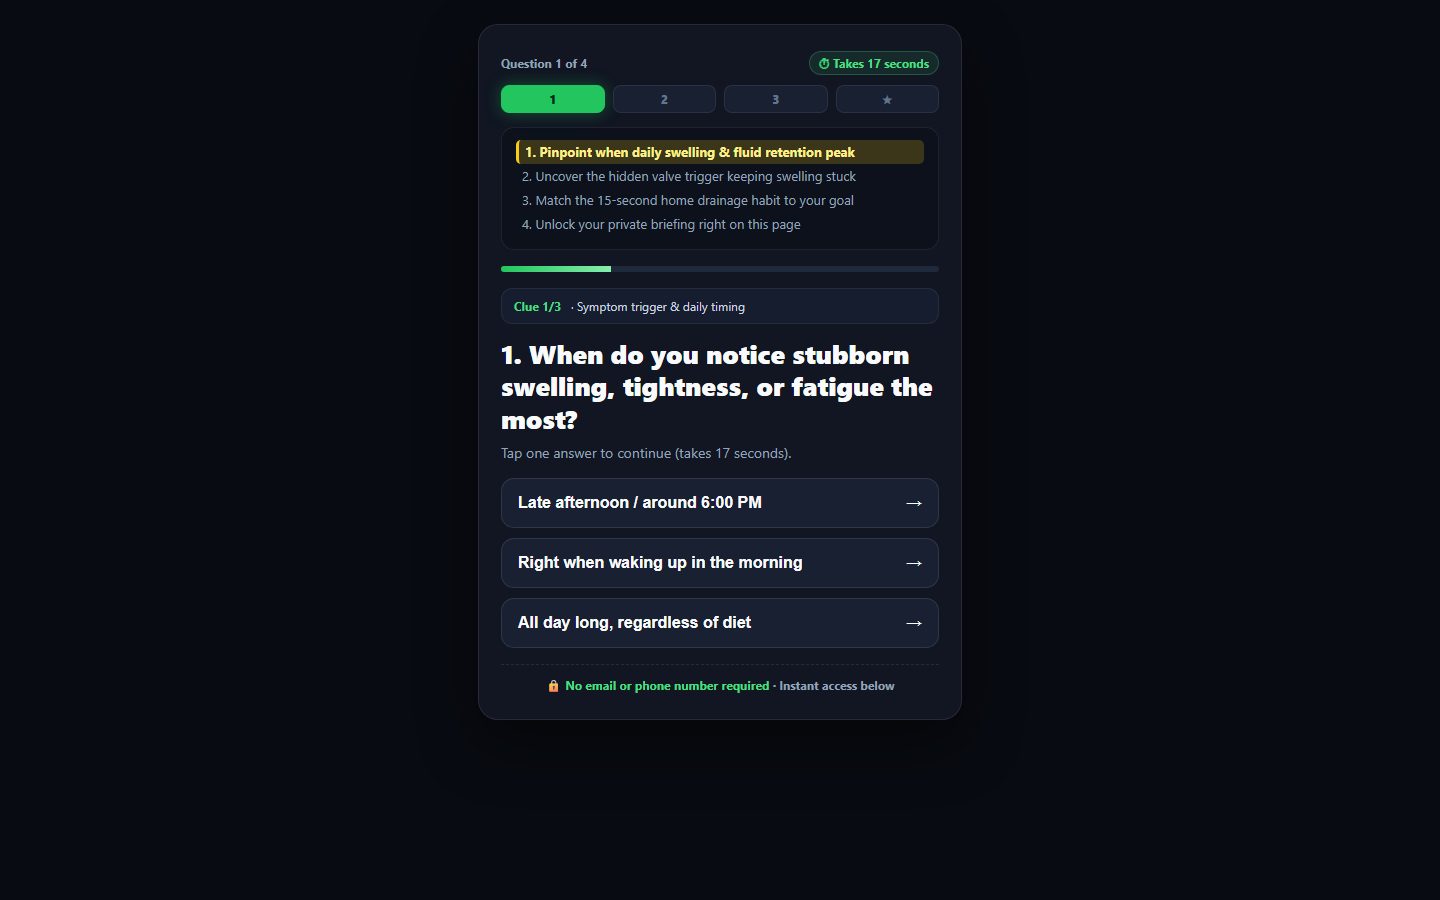 Question 1 of 4
⏱ Takes 17 seconds
1 2 3 ★
1. Pinpoint when daily swelling & fluid retention peak
2. Uncover the hidden valve trigger keeping swelling stuck
3. Match the 15-second home drainage habit to your goal
4. Unlock your private briefing right on this page
Clue 1/3 · Symptom trigger & daily timing
1. When do you notice stubborn
swelling, tightness, or fatigue the
most?
Tap one answer to continue (takes 17 seconds).
Late afternoon / around 6:00 PM →
Right when waking up in the morning →
All day long, regardless of diet →
🔒 No email or phone number required · Instant access below